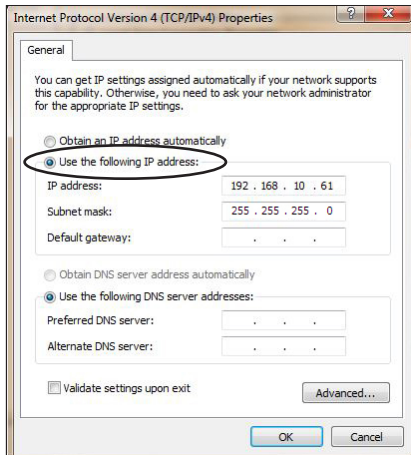 Internet Protocol Version 4 (TCP/IPv4) Properties
General
You can get IP settings assigned automatically if your network supports
this capability. Otherwise, you need to ask your network administrator
for the appropriate IP settings.
Obtain an IP address automatically
Use the following IP address:
IP address: 192 . 168 . 10 . 61
Subnet mask: 255 . 255 . 255 . 0
Default gateway: . . .
Obtain DNS server address automatically
Use the following DNS server addresses:
Preferred DNS server: . . .
Alternate DNS server: . . .
Validate settings upon exit
Advanced...
OK Cancel